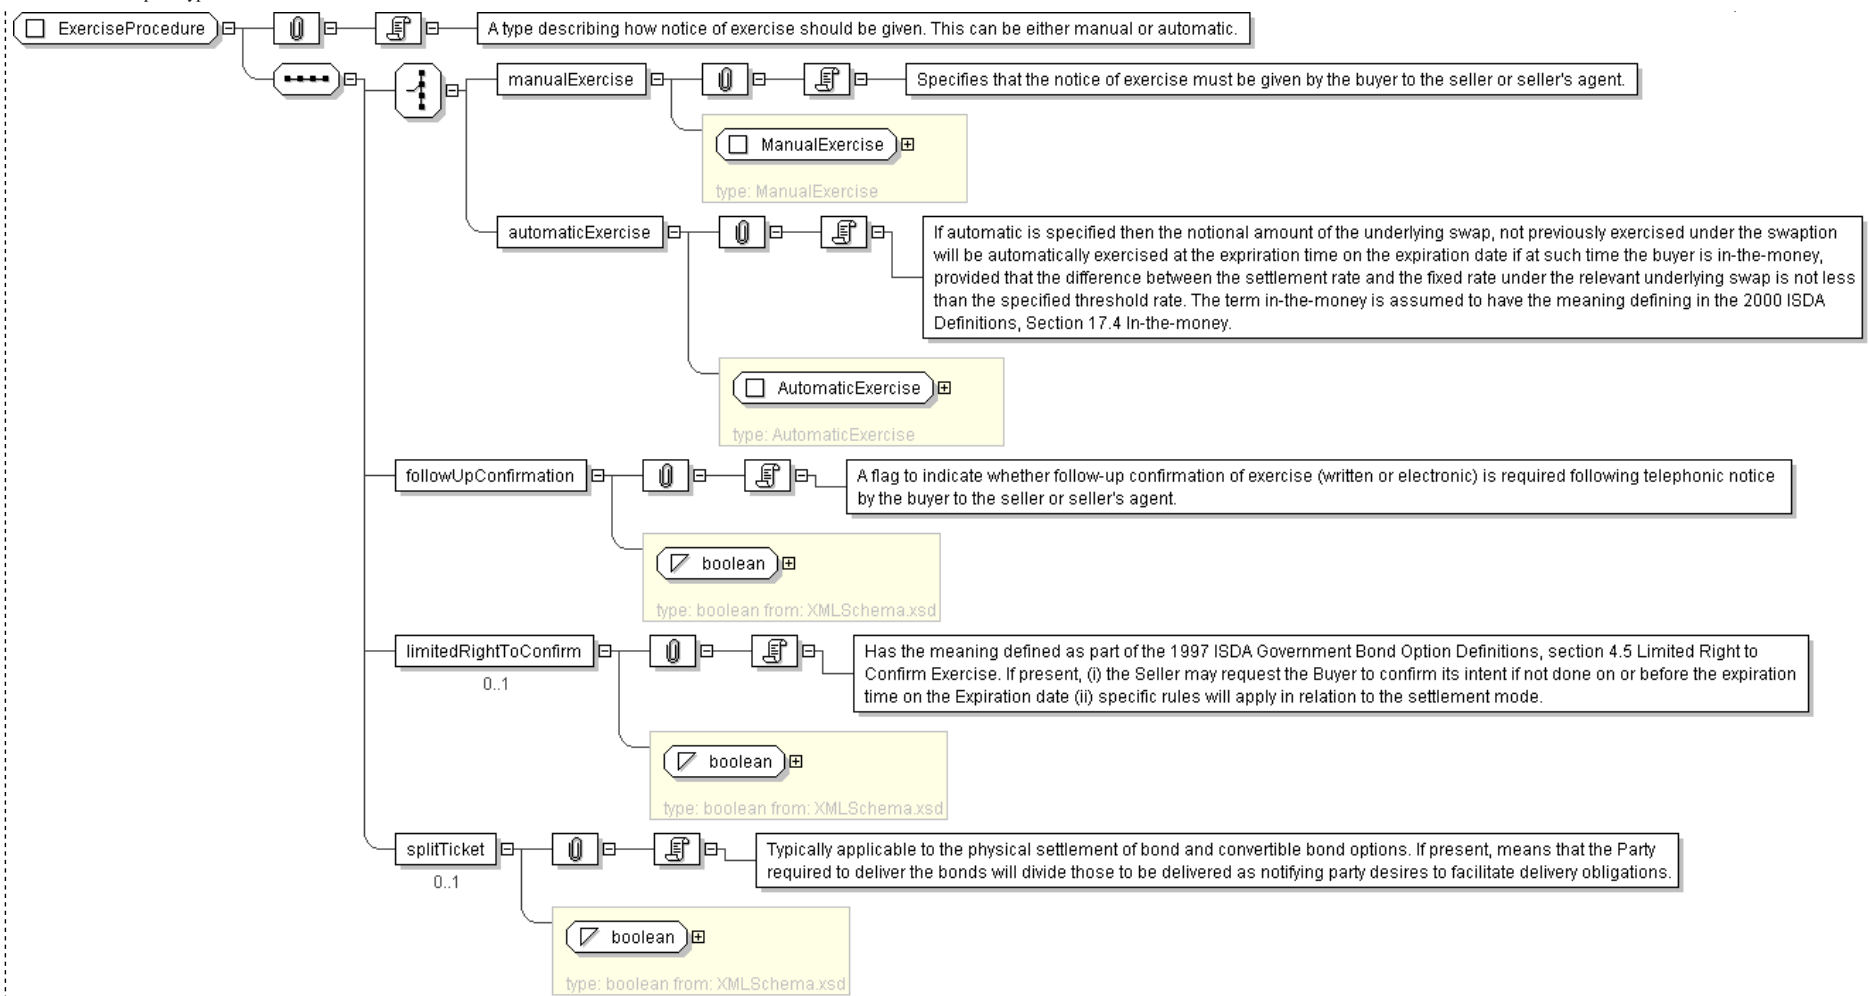 ExerciseProcedure
A type describing how notice of exercise should be given. This can be either manual or automatic.
manualExercise
Specifies that the notice of exercise must be given by the buyer to the seller or seller's agent.
ManualExercise
type: ManualExercise
automaticExercise
If automatic is specified then the notional amount of the underlying swap, not previously exercised under the swaption
will be automatically exercised at the expriration time on the expiration date if at such time the buyer is in-the-money,
provided that the difference between the settlement rate and the fixed rate under the relevant underlying swap is not less
than the specified threshold rate. The term in-the-money is assumed to have the meaning defining in the 2000 ISDA
Definitions, Section 17.4 In-the-money.
AutomaticExercise
type: AutomaticExercise
followUpConfirmation
A flag to indicate whether follow-up confirmation of exercise (written or electronic) is required following telephonic notice
by the buyer to the seller or seller's agent.
boolean
type: boolean from: XMLSchema.xsd
limitedRightToConfirm
0..1
Has the meaning defined as part of the 1997 ISDA Government Bond Option Definitions, section 4.5 Limited Right to
Confirm Exercise. If present, (i) the Seller may request the Buyer to confirm its intent if not done on or before the expiration
time on the Expiration date (ii) specific rules will apply in relation to the settlement mode.
boolean
type: boolean from: XMLSchema.xsd
splitTicket
0..1
Typically applicable to the physical settlement of bond and convertible bond options. If present, means that the Party
required to deliver the bonds will divide those to be delivered as notifying party desires to facilitate delivery obligations.
boolean
type: boolean from: XMLSchema.xsd